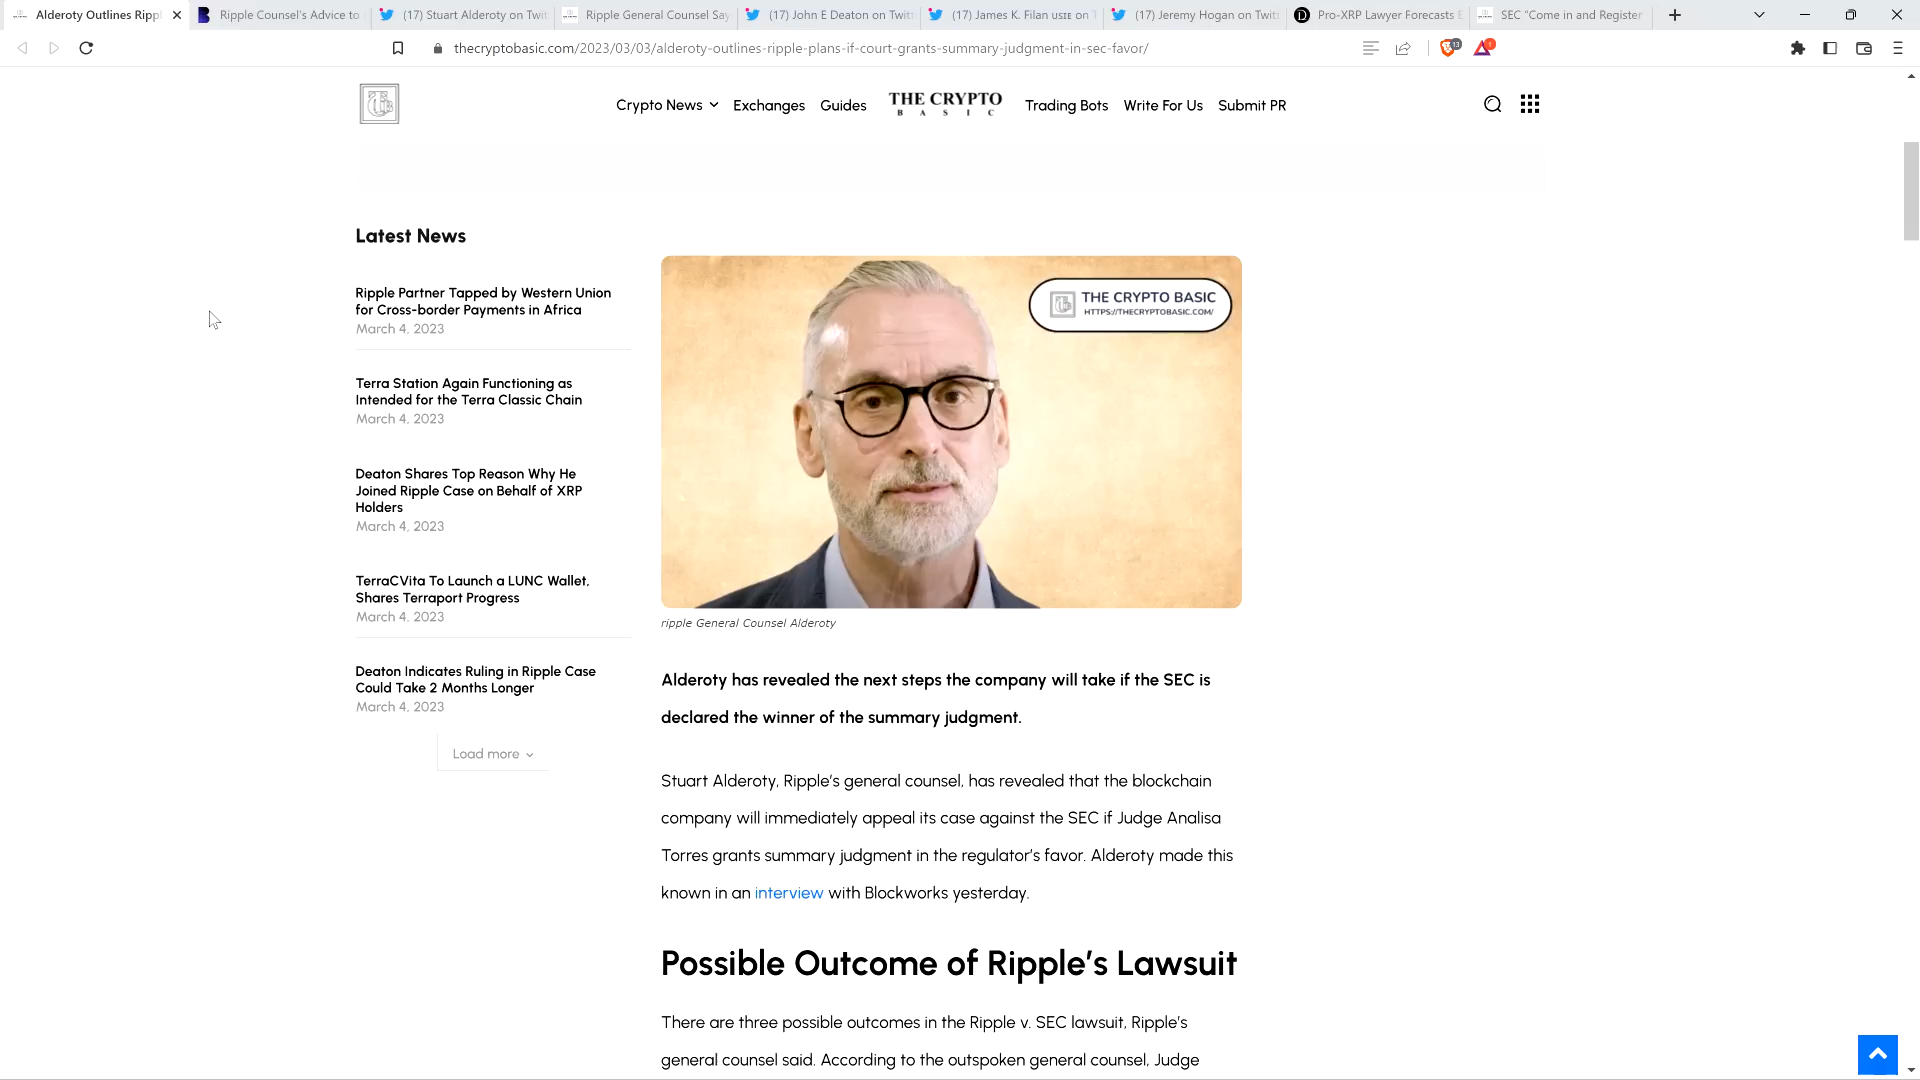 Alderoty Outlines Rippl
Ripple Counsel's Advice to
(17) Stuart Alderoty on Twit
Ripple General Counsel Say
(17) John E Deaton on Twitt
(17) James K. Filan 🇺🇸 on T
(17) Jeremy Hogan on Twitt
Pro-XRP Lawyer Forecasts E
SEC "Come in and Register
thecryptobasic.com/2023/03/03/alderoty-outlines-ripple-plans-if-court-grants-summary-judgment-in-sec-favor/
Crypto News
Exchanges
Guides
THE CRYPTO
BASIC
Trading Bots
Write For Us
Submit PR
Latest News
Ripple Partner Tapped by Western Union
for Cross-border Payments in Africa
March 4, 2023
Terra Station Again Functioning as
Intended for the Terra Classic Chain
March 4, 2023
Deaton Shares Top Reason Why He
Joined Ripple Case on Behalf of XRP
Holders
March 4, 2023
TerraCVita To Launch a LUNC Wallet,
Shares Terraport Progress
March 4, 2023
Deaton Indicates Ruling in Ripple Case
Could Take 2 Months Longer
March 4, 2023
Load more
THE CRYPTO BASIC
HTTPS://THECRYPTOBASIC.COM/
ripple General Counsel Alderoty
Alderoty has revealed the next steps the company will take if the SEC is
declared the winner of the summary judgment.
Stuart Alderoty, Ripple's general counsel, has revealed that the blockchain
company will immediately appeal its case against the SEC if Judge Analisa
Torres grants summary judgment in the regulator's favor. Alderoty made this
known in an interview with Blockworks yesterday.
Possible Outcome of Ripple's Lawsuit
There are three possible outcomes in the Ripple v. SEC lawsuit, Ripple's
general counsel said. According to the outspoken general counsel, Judge